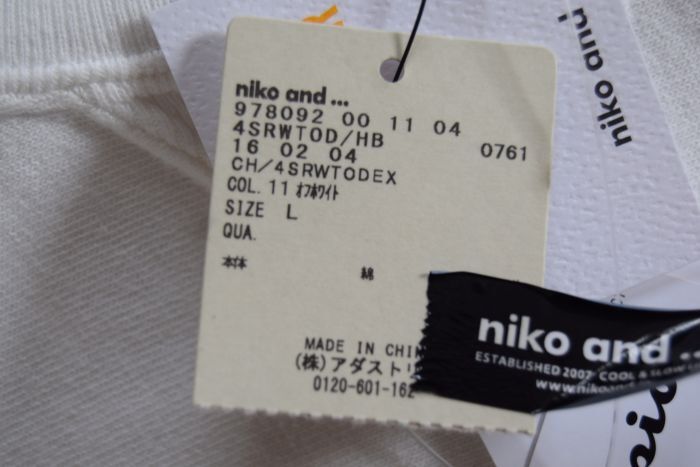 niko and ...
978092 00 11 04
4SRWTOD/HB 0761
16 02 04
CH/4SRWTODEX
COL. 11 ｵﾌﾎﾜｲﾄ
SIZE L
QUA.
本体 綿
MADE IN CHIN
(株)アダストリ
0120-601-162
niko and ...
ESTABLISHED 2007 COOL & SLOW
www.niko
niko and